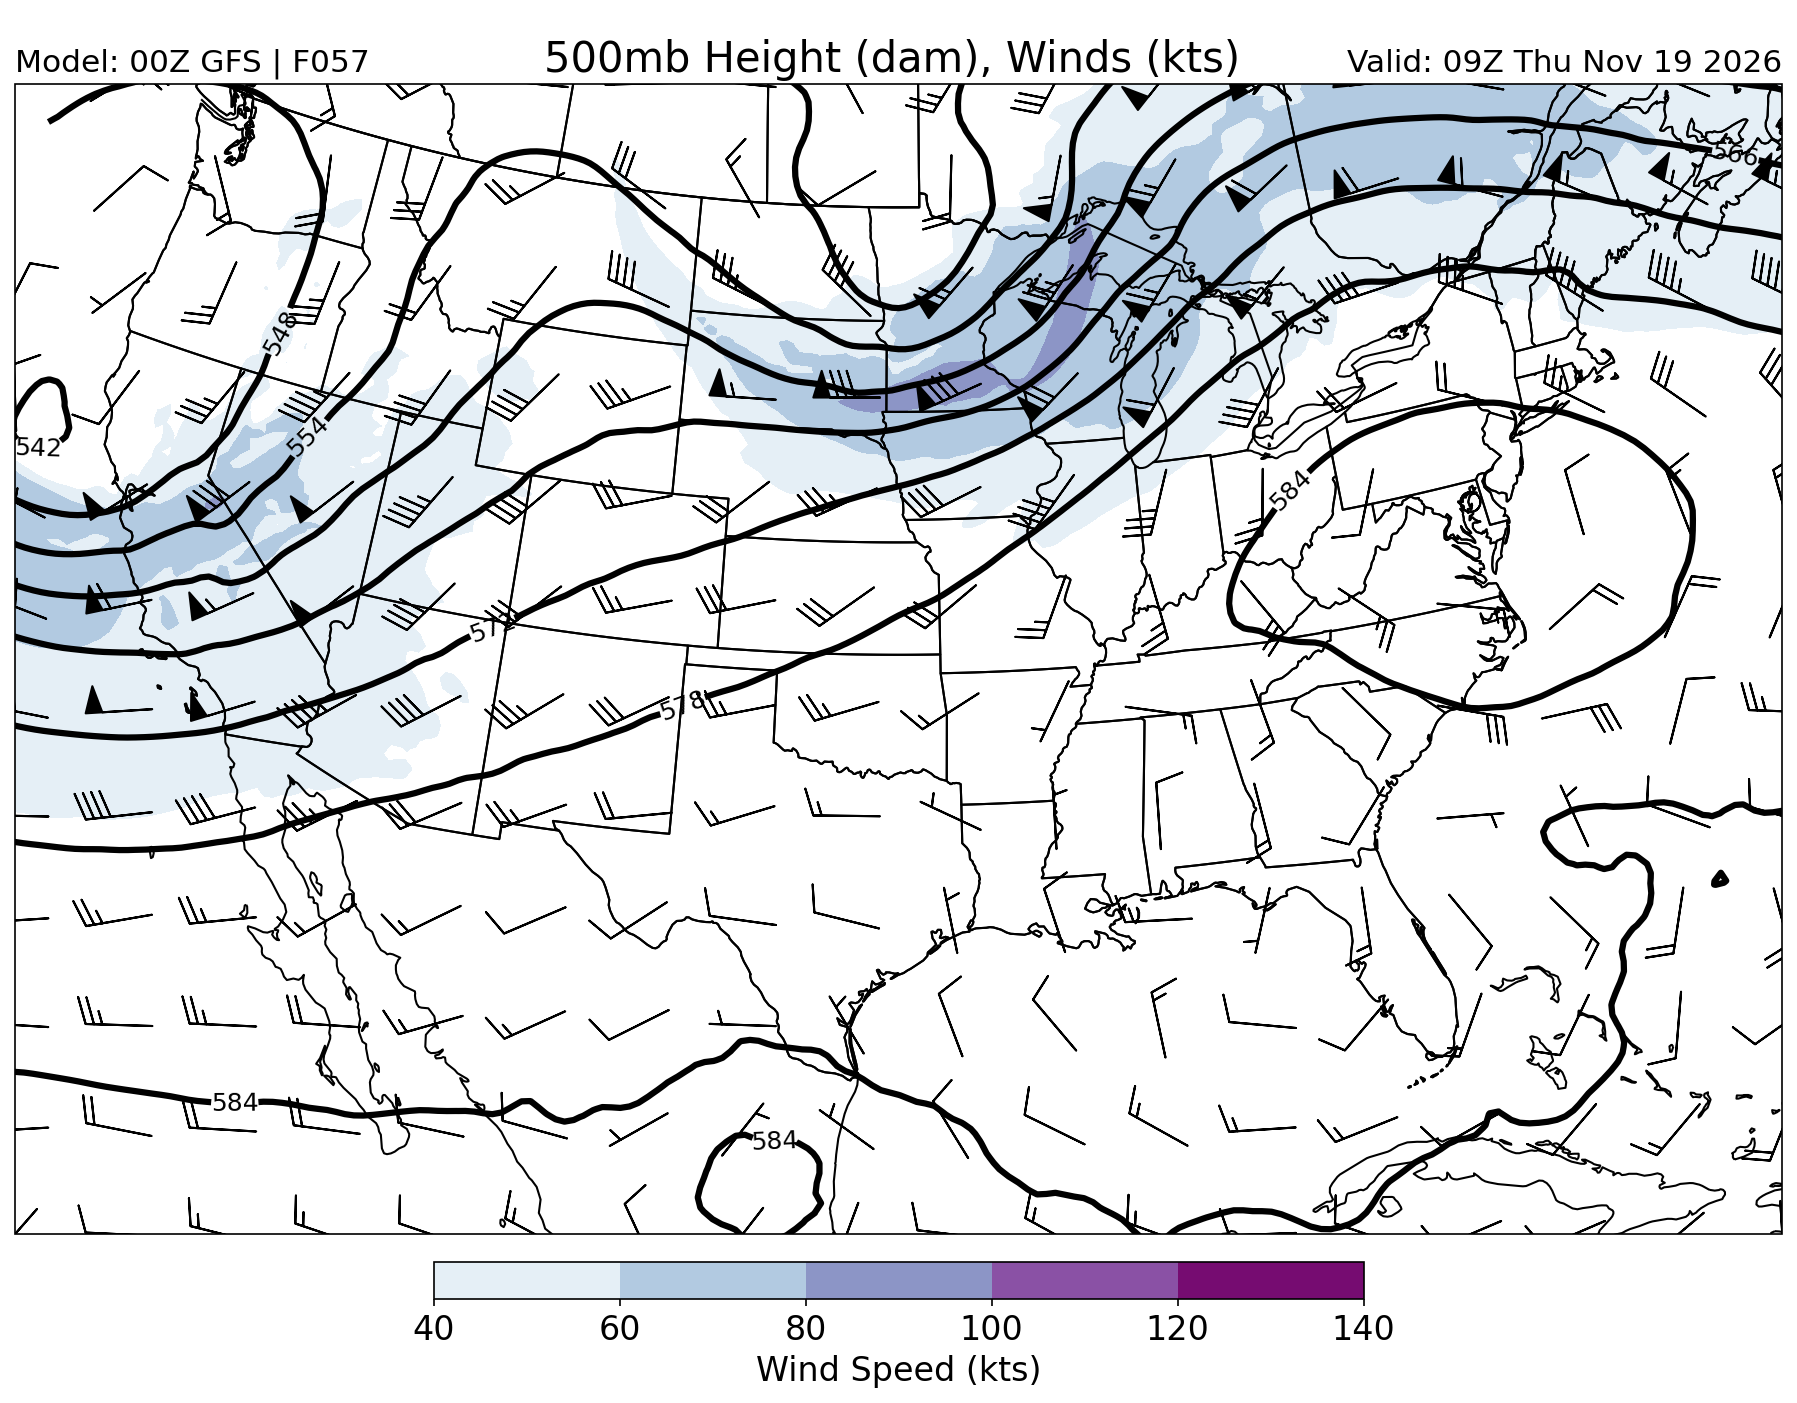 Model: 00Z GFS | F057
500mb Height (dam), Winds (kts)
Valid: 09Z Thu Nov 19 2026
566
548
554
542
584
572
578
584
584
40 60 80 100 120 140
Wind Speed (kts)